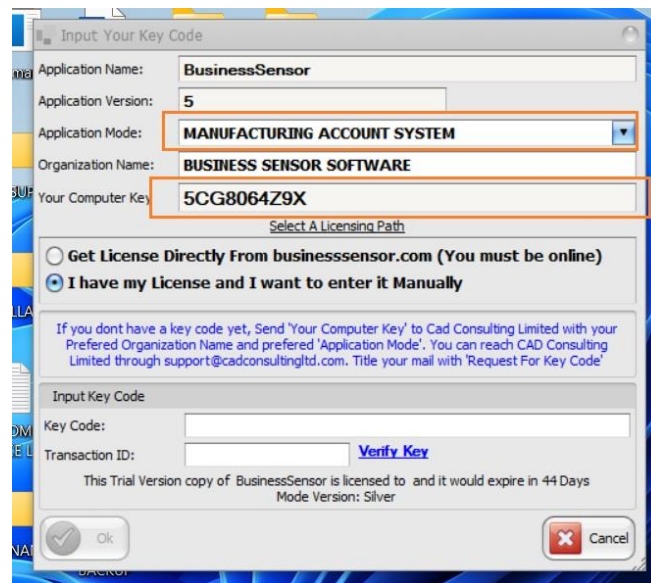 Input Your Key Code
Application Name: BusinessSensor
Application Version: 5
Application Mode: MANUFACTURING ACCOUNT SYSTEM
Organization Name: BUSINESS SENSOR SOFTWARE
Your Computer Key 5CG8064Z9X
Select A Licensing Path
Get License Directly From businesssensor.com (You must be online)
I have my License and I want to enter it Manually
If you dont have a key code yet, Send 'Your Computer Key' to Cad Consulting Limited with your
Prefered Organization Name and prefered 'Application Mode'. You can reach CAD Consulting
Limited through support@cadconsultingltd.com. Title your mail with 'Request For Key Code'
Input Key Code
Key Code:
Transaction ID: Verify Key
This Trial Version copy of BusinessSensor is licensed to and it would expire in 44 Days
Mode Version: Silver
Ok Cancel